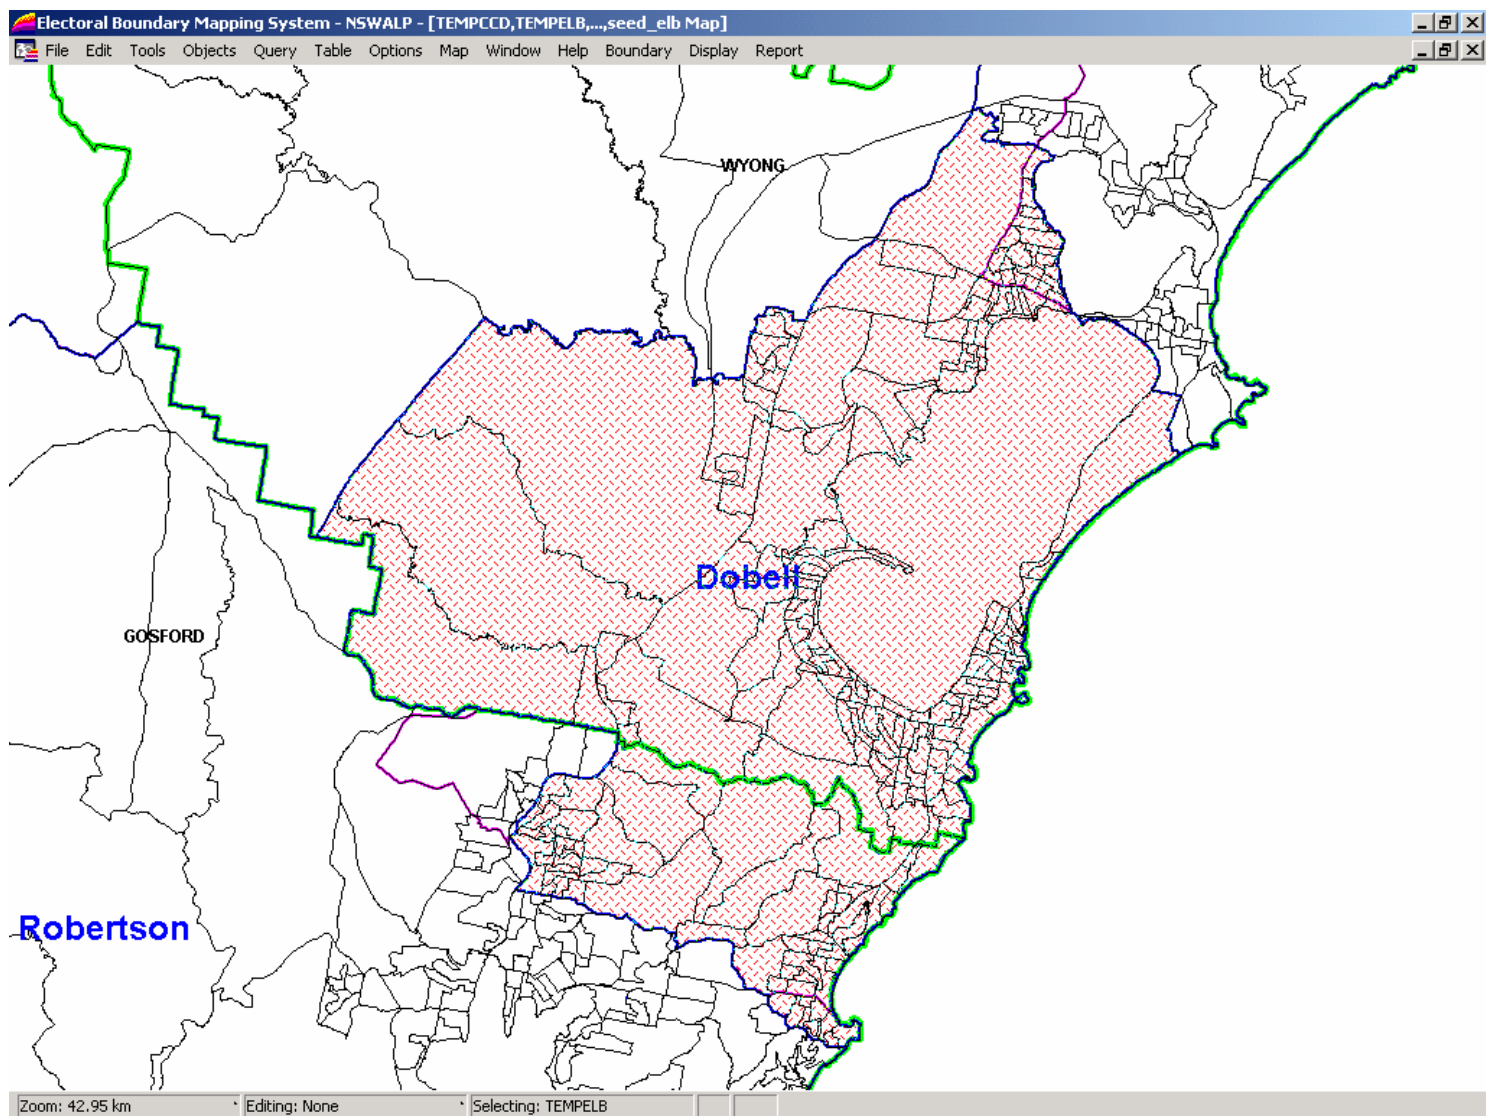 Electoral Boundary Mapping System - NSWALP - [TEMPCCD,TEMPELB,...,seed_elb Map]
File Edit Tools Objects Query Table Options Map Window Help Boundary Display Report
WYONG
Dobell
GOSFORD
Robertson
Zoom: 42.95 km Editing: None Selecting: TEMPELB